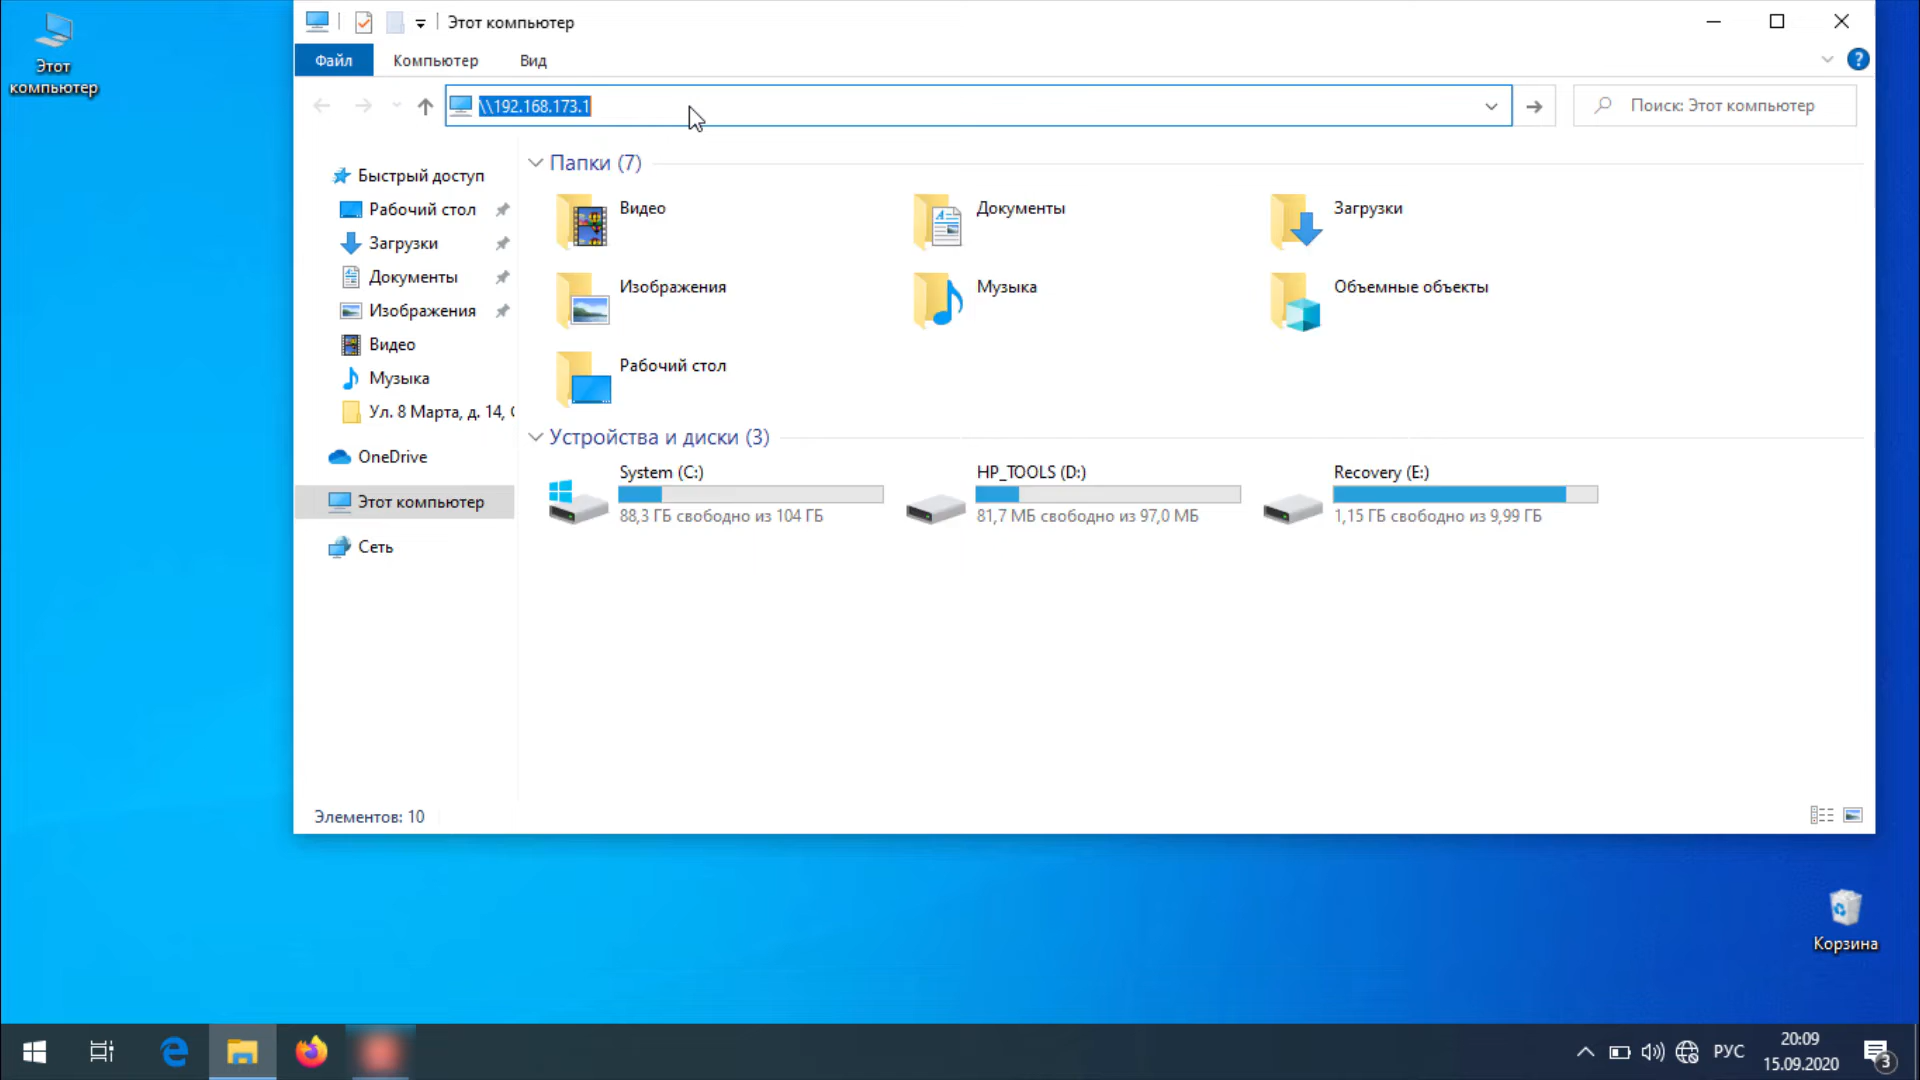 Этот компьютер
Этот
компьютер
Файл
Компьютер
Вид
?
\\192.168.173.1
Поиск: Этот компьютер
Быстрый доступ
Рабочий стол
Загрузки
Документы
Изображения
Видео
Музыка
Ул. 8 Марта, д. 14,
OneDrive
Этот компьютер
Сеть
Папки (7)
Видео
Документы
Загрузки
Изображения
Музыка
Объемные объекты
Рабочий стол
Устройства и диски (3)
System (C:)
88,3 ГБ свободно из 104 ГБ
HP_TOOLS (D:)
81,7 МБ свободно из 97,0 МБ
Recovery (E:)
1,15 ГБ свободно из 9,99 ГБ
Элементов: 10
Корзина
РУС
20:09
15.09.2020
3